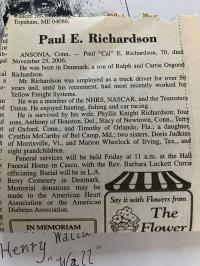 Topsham, ME 04086.
Paul E. Richardson
ANSONIA, Conn. — Paul "Cal" E. Richardson, 70, died
November 25, 2006.
He was born in Denmark, a son of Ralph and Carrie Osgood
Richardson.
Mr. Richardson was employed as a truck driver for over 50
years and, until his retirement, had most recently worked for
Yellow Freight Systems.
He was a member of the NHRS, NASCAR, and the Teamsters
Union. He enjoyed hunting, fishing and car racing.
He is survived by his wife, Phyllis Knight Richardson; four
sons, Anthony of Houston, Del., Stacy of Newtown, Conn., Terry
of Oxford, Conn., and Timothy of Orlando, Fla.; a daughter,
Cynthia McCarthy of Bel Camp, Md.; two sisters, Doris Judkins
of Morrisville, Vt., and Marion Wheelock of Irving, Tex., and
eight grandchildren.
Funeral services will be held Friday at 11 a.m. at the Hall
Funeral Home in Casco, with the Rev. Barbara Luckett Currie
officiating. Burial will be in L.A.
Berry Cemetery in Denmark.
Memorial donations may be
made to the American Heart
Association or the American
Diabetes Association.
IN MEMORIAM
Say it with Flowers from
The
Flower
Henry
"Wall"